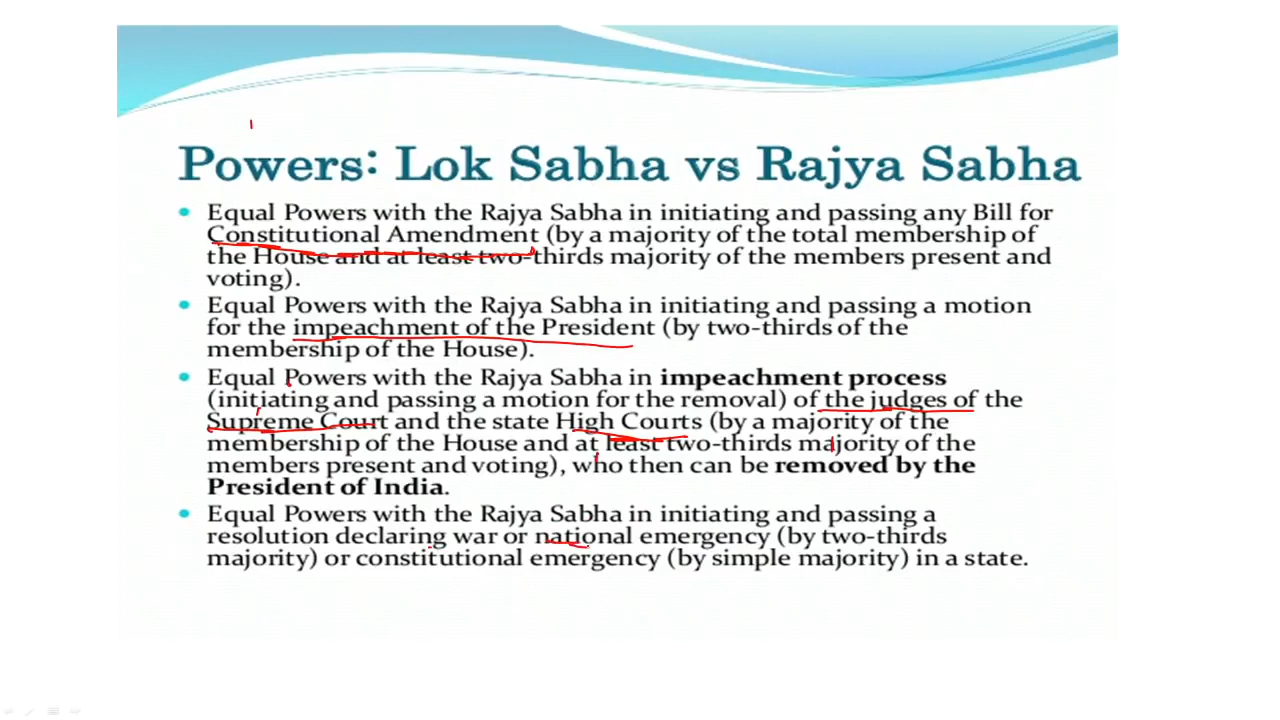 Powers: Lok Sabha vs Rajya Sabha
• Equal Powers with the Rajya Sabha in initiating and passing any Bill for
Constitutional Amendment (by a majority of the total membership of
the House and at least two-thirds majority of the members present and
voting).
• Equal Powers with the Rajya Sabha in initiating and passing a motion
for the impeachment of the President (by two-thirds of the
membership of the House).
• Equal Powers with the Rajya Sabha in impeachment process
(initiating and passing a motion for the removal) of the judges of the
Supreme Court and the state High Courts (by a majority of the
membership of the House and at least two-thirds majority of the
members present and voting), who then can be removed by the
President of India.
• Equal Powers with the Rajya Sabha in initiating and passing a
resolution declaring war or national emergency (by two-thirds
majority) or constitutional emergency (by simple majority) in a state.